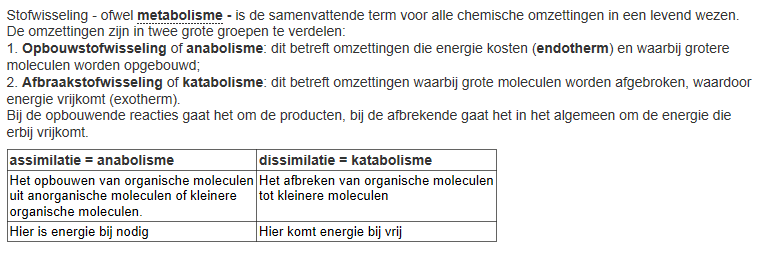 Stofwisseling - ofwel metabolisme - is de samenvattende term voor alle chemische omzettingen in een levend wezen.
De omzettingen zijn in twee grote groepen te verdelen:
1. Opbouwstofwisseling of anabolisme: dit betreft omzettingen die energie kosten (endotherm) en waarbij grotere
moleculen worden opgebouwd;
2. Afbraakstofwisseling of katabolisme: dit betreft omzettingen waarbij grote moleculen worden afgebroken, waardoor
energie vrijkomt (exotherm).
Bij de opbouwende reacties gaat het om de producten, bij de afbrekende gaat het in het algemeen om de energie die
erbij vrijkomt.
assimilatie = anabolisme
dissimilatie = katabolisme
Het opbouwen van organische moleculen
uit anorganische moleculen of kleinere
organische moleculen.
Het afbreken van organische moleculen
tot kleinere moleculen
Hier is energie bij nodig
Hier komt energie bij vrij